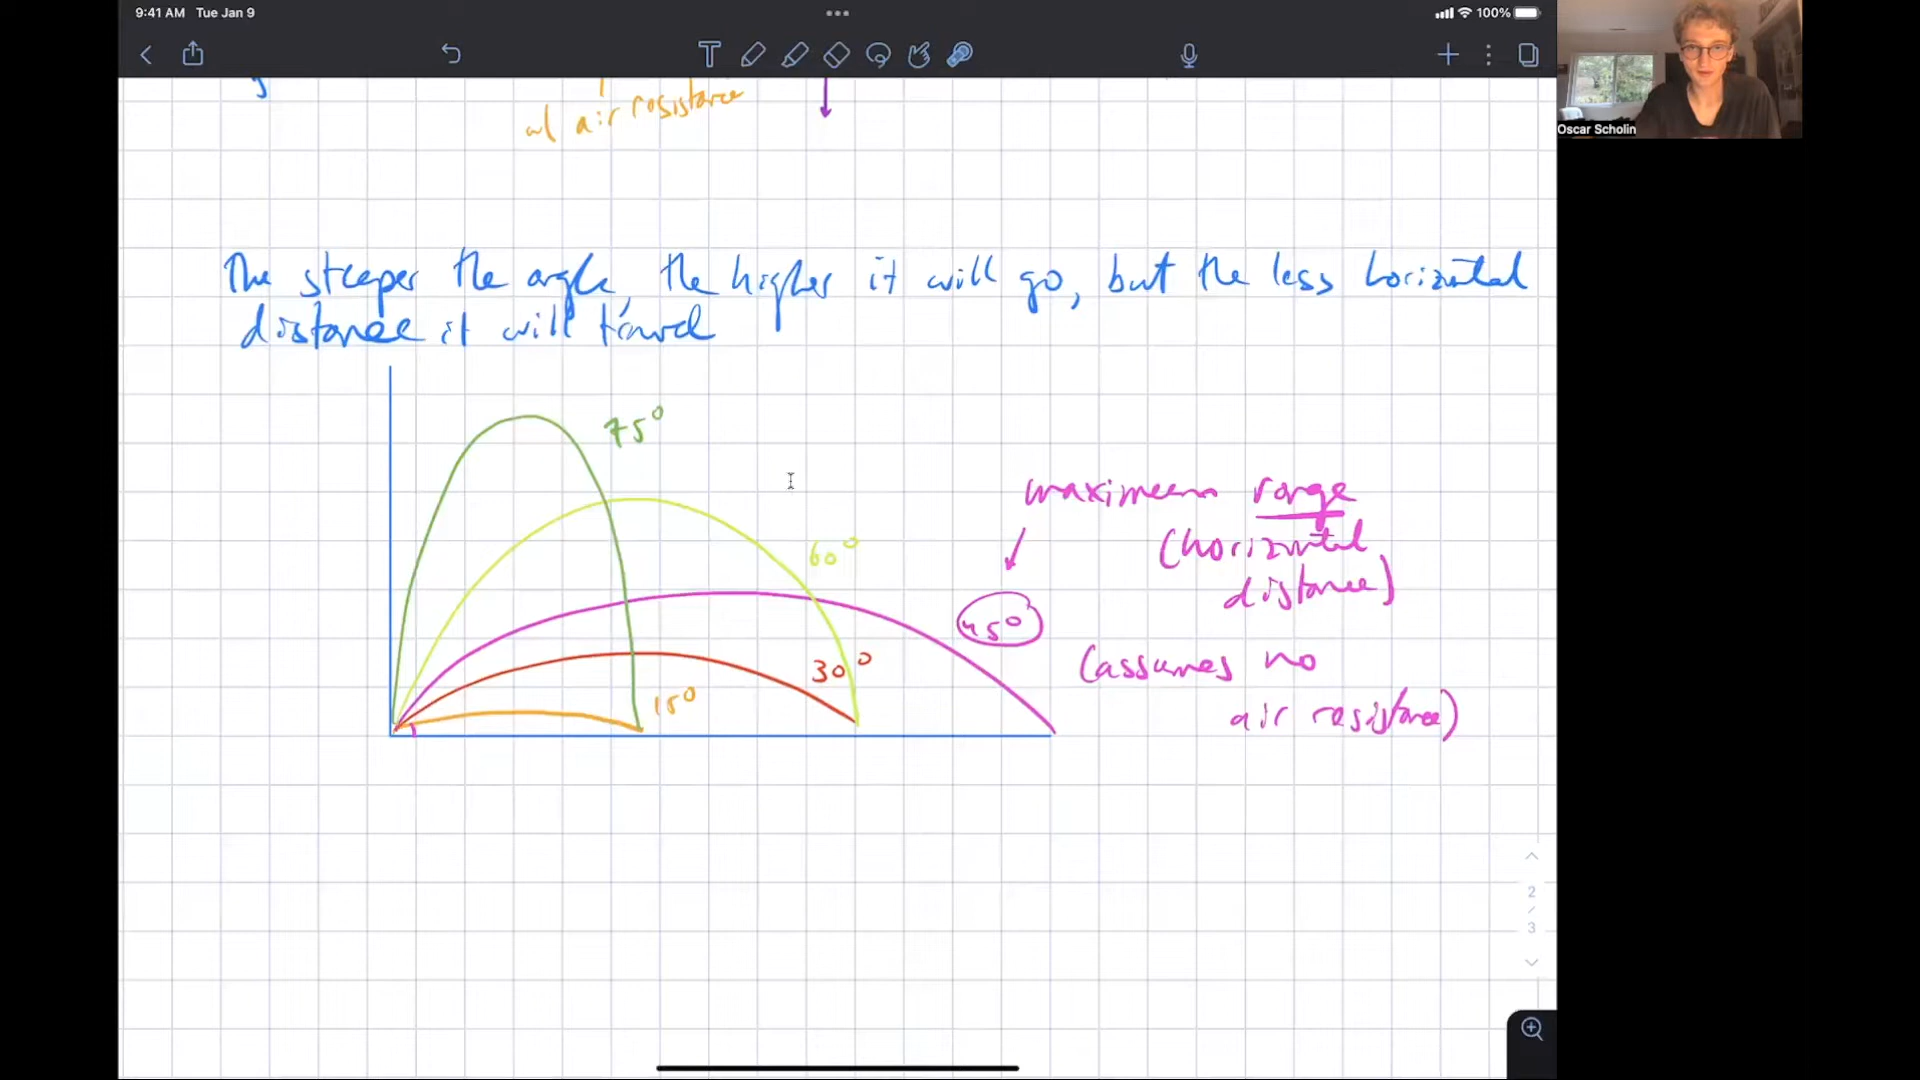 9:41 AM Tue Jan 9
100%
Oscar Scholin
w/ air resistance
The steeper the angle, the higher it will go, but the less horizontal
distance it will travel
75°
60°
45°
30°
15°
maximum range
(horizontal
distance)
(assumes no
air resistance)
2
/
3